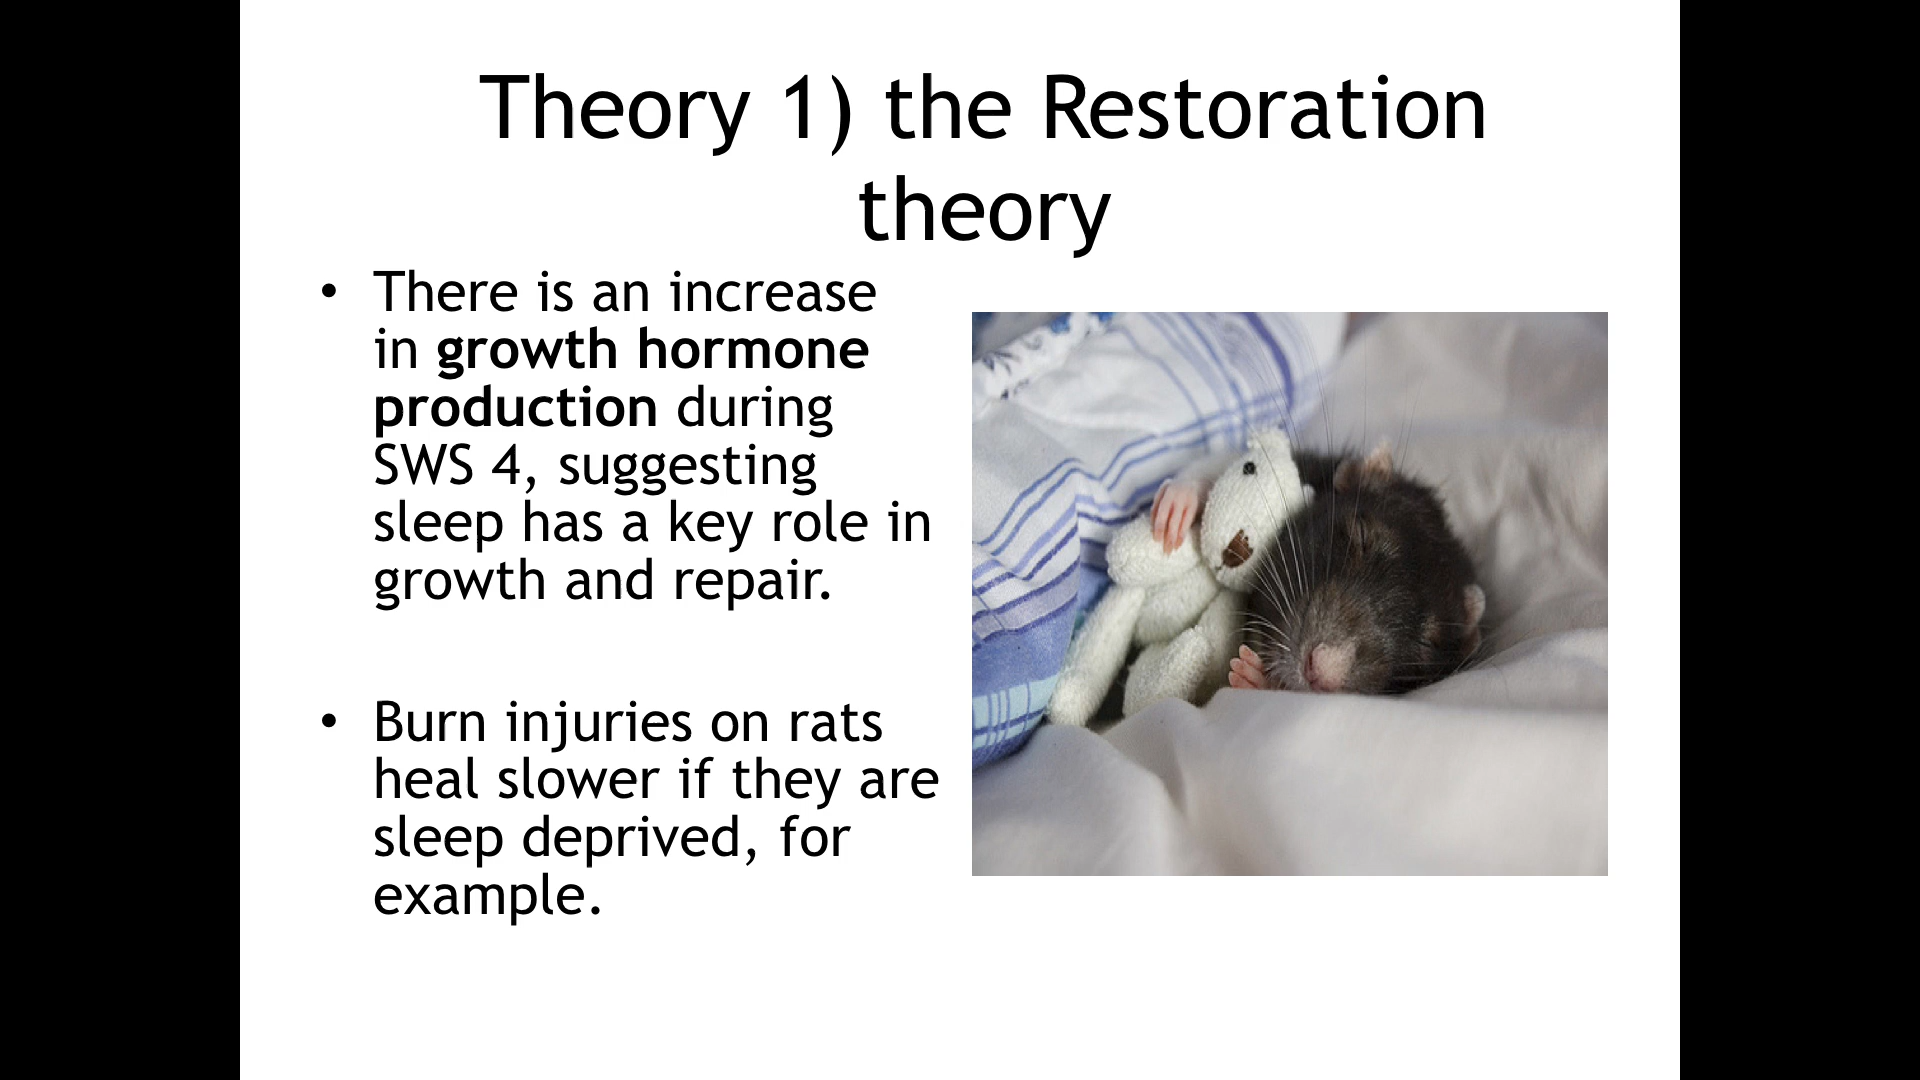 Theory 1) the Restoration
theory
• There is an increase
in growth hormone
production during
SWS 4, suggesting
sleep has a key role in
growth and repair.
• Burn injuries on rats
heal slower if they are
sleep deprived, for
example.